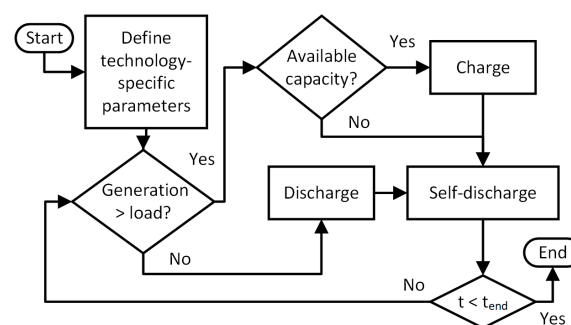 Start
Define
technology-
specific
parameters
Available
capacity?
Yes
Charge
No
Yes
Generation
> load?
Discharge
Self-discharge
No
No
t < tend
End
Yes